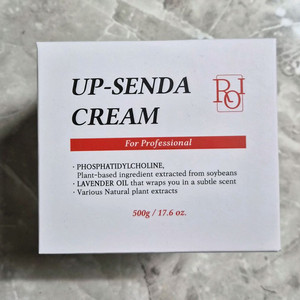 UP-SENDA
CREAM
For Professional
· PHOSPHATIDYLCHOLINE,
Plant-based ingredient extracted from soybeans
· LAVENDER OIL that wraps you in a subtle scent
· Various Natural plant extracts
500g / 17.6 oz.